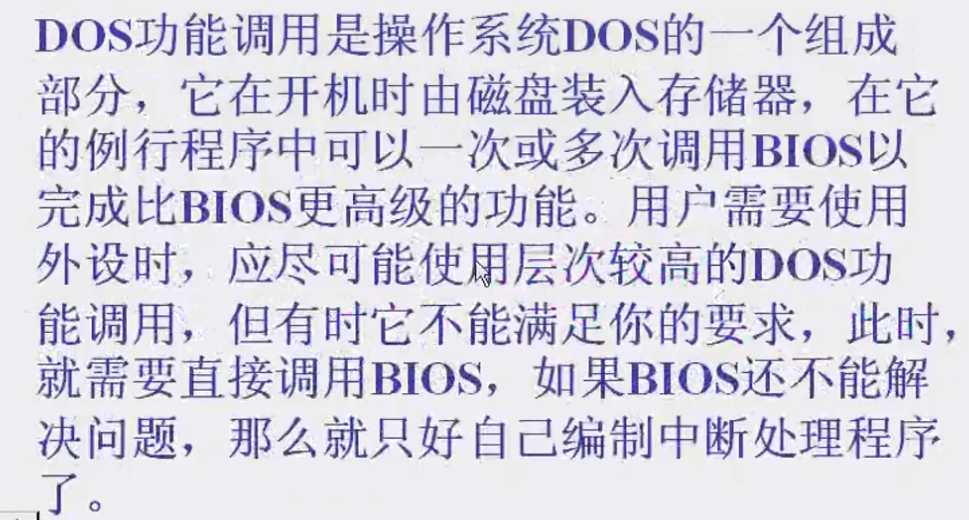 DOS功能调用是操作系统DOS的一个组成
部分，它在开机时由磁盘装入存储器，在它
的例行程序中可以一次或多次调用BIOS以
完成比BIOS更高级的功能。用户需要使用
外设时，应尽可能使用层次较高的DOS功
能调用，但有时它不能满足你的要求，此时，
就需要直接调用BIOS，如果BIOS还不能解
决问题，那么就只好自己编制中断处理程序
了。